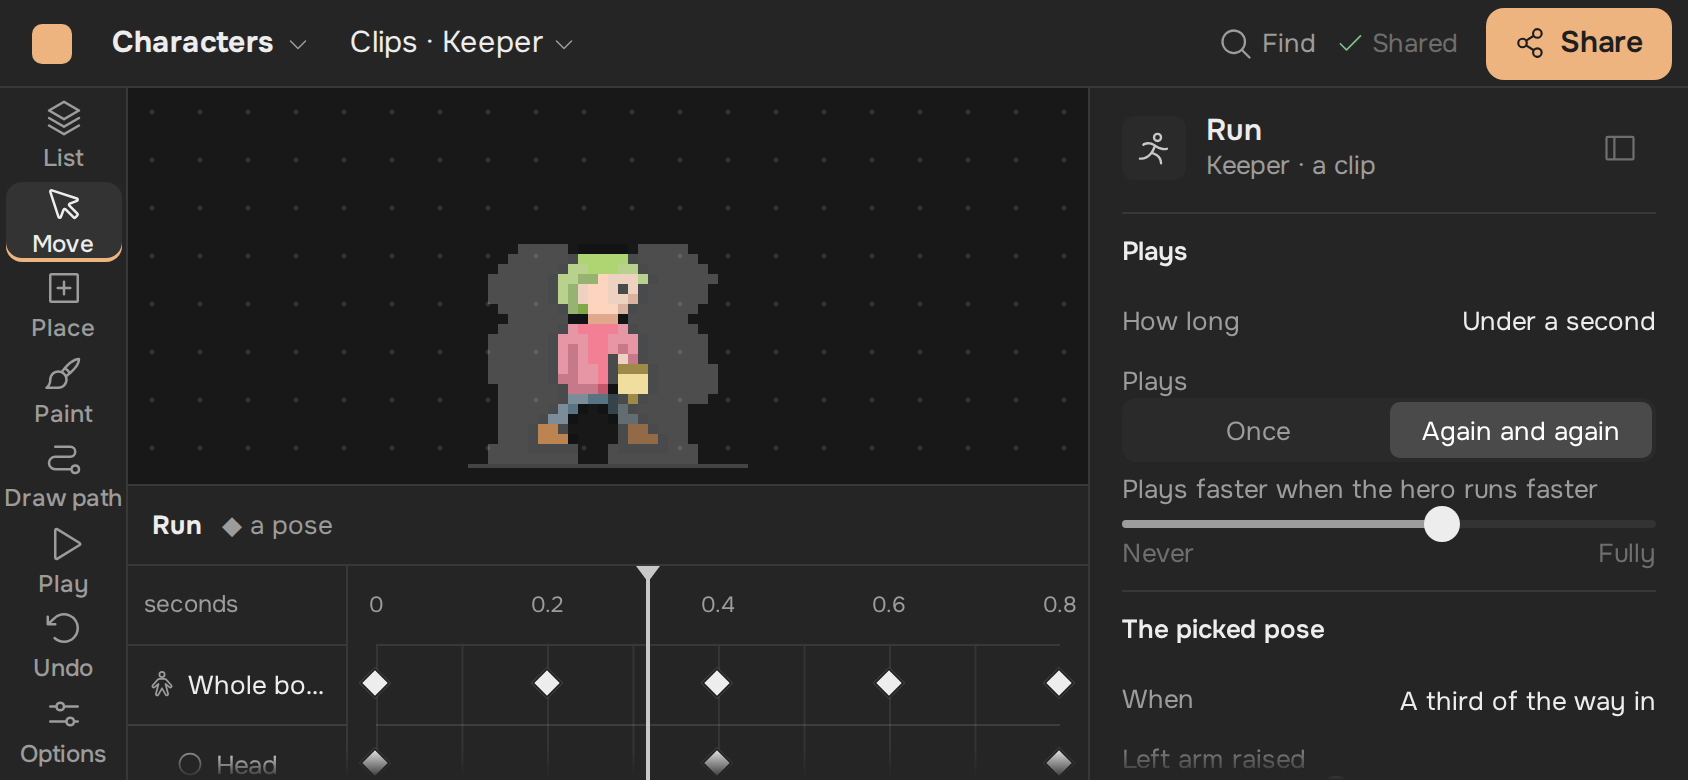 Characters
Clips · Keeper
Find
Shared
Share
List
Move
Place
Paint
Draw path
Play
Undo
Options
Run
a pose
seconds
0
0.2
0.4
0.6
0.8
Whole bo...
Head
Run
Keeper · a clip
Plays
How long
Under a second
Plays
Once
Again and again
Plays faster when the hero runs faster
Never
Fully
The picked pose
When
A third of the way in
Left arm raised